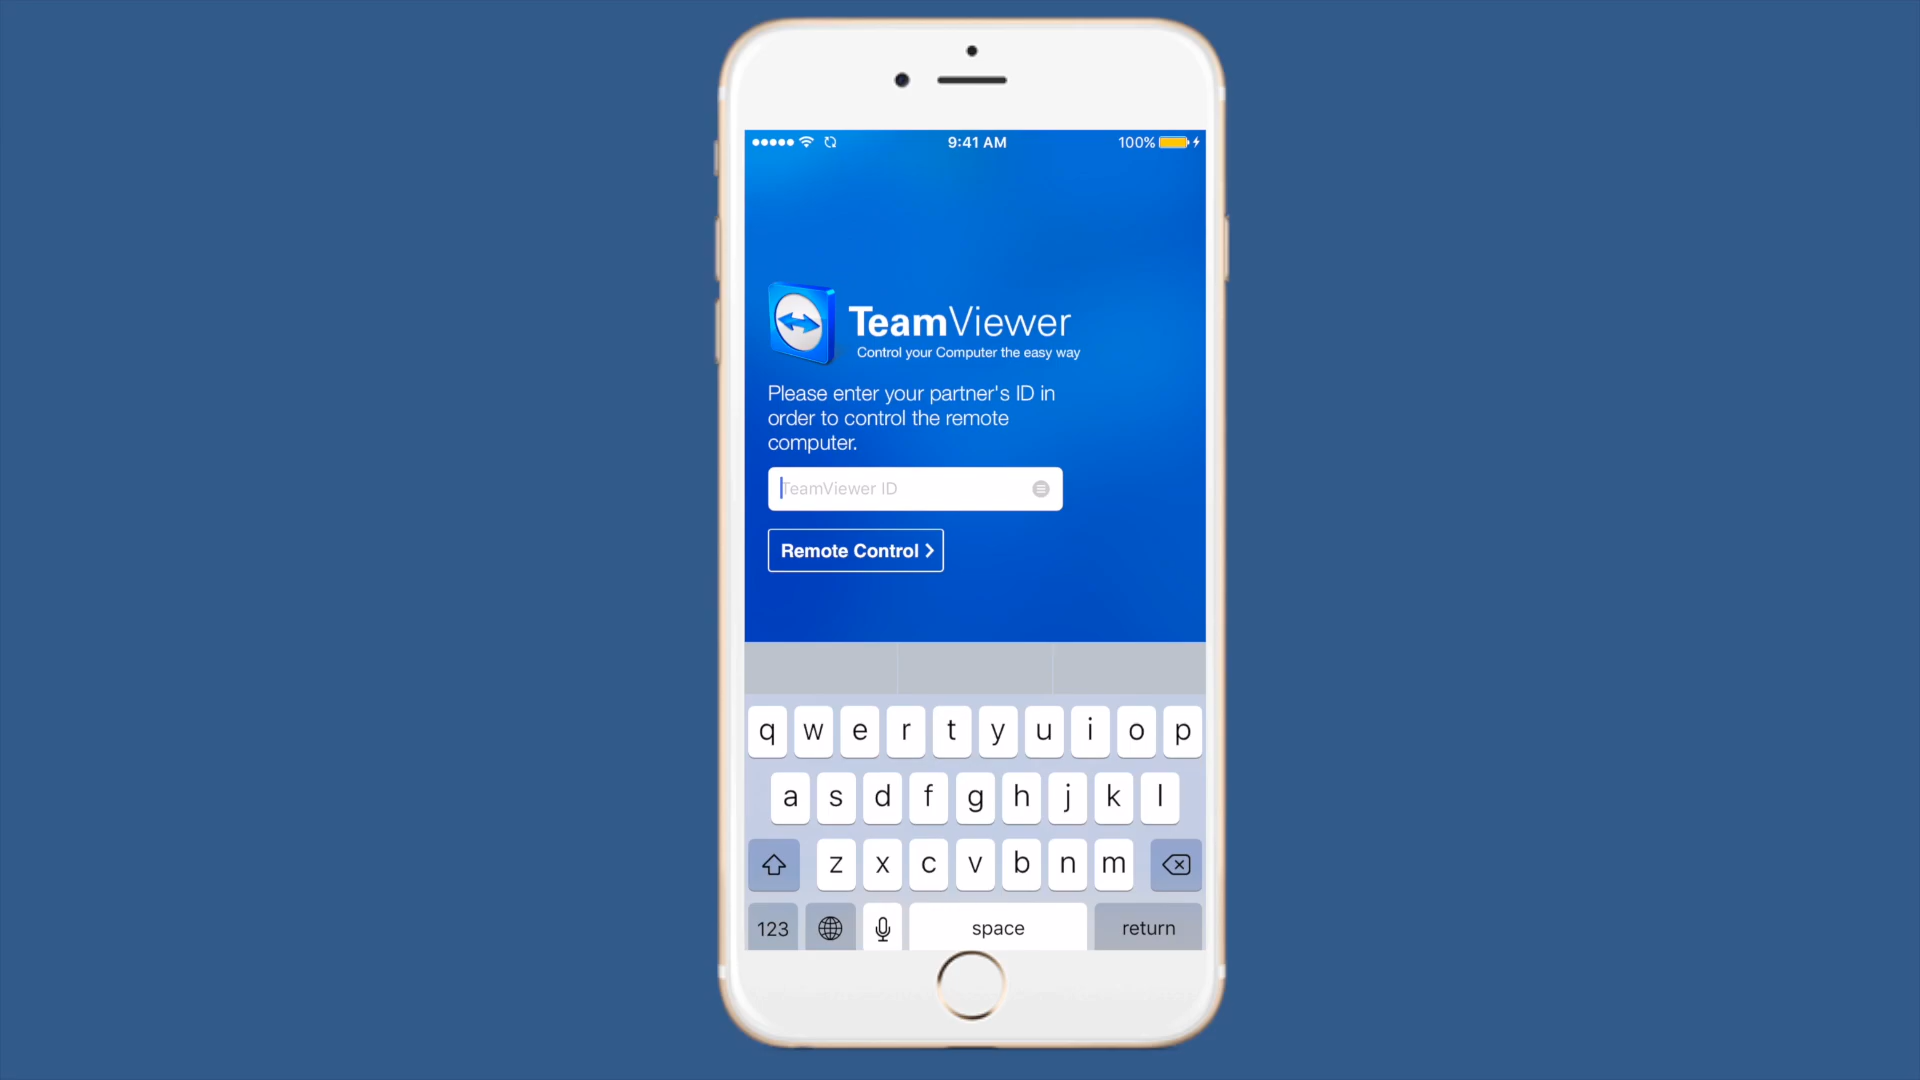 9:41 AM
100%
TeamViewer
Control your Computer the easy way
Please enter your partner's ID in
order to control the remote
computer.
TeamViewer ID
Remote Control
q w e r t y u i o p
a s d f g h j k l
z x c v b n m
123 space return